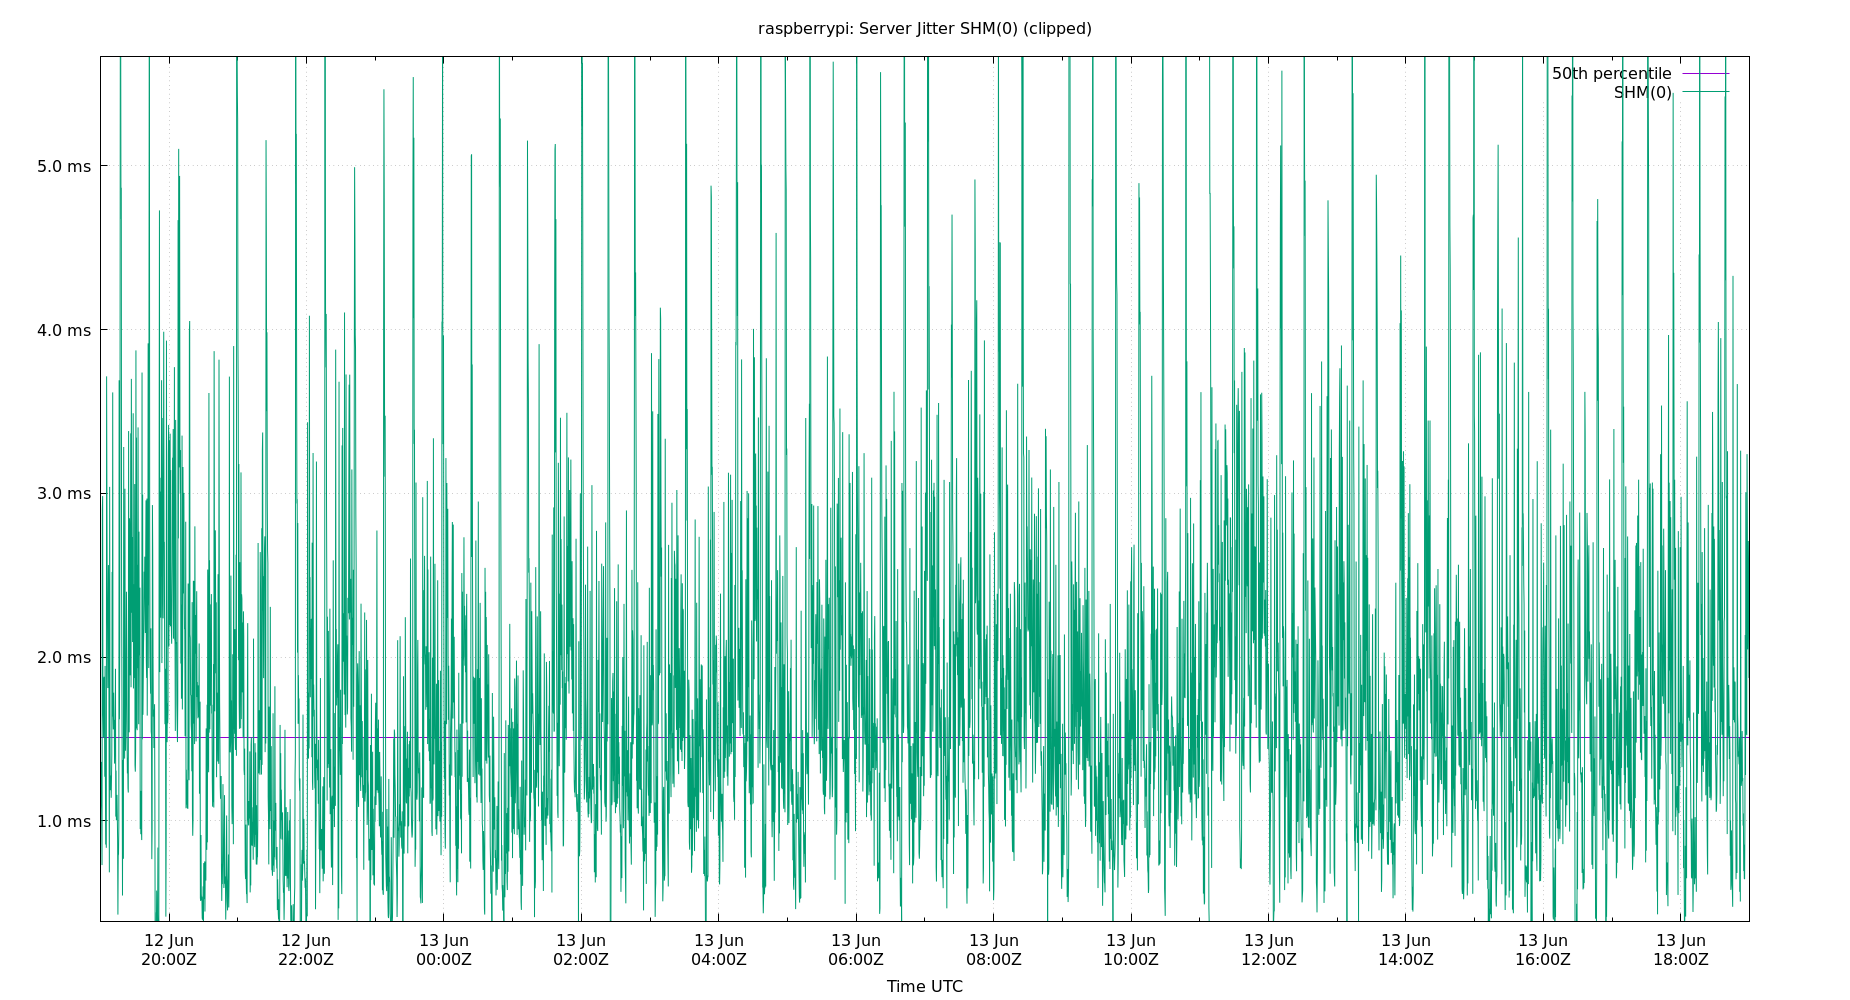 raspberrypi: Server Jitter SHM(0) (clipped)
50th percentile
SHM(0)
5.0 ms
4.0 ms
3.0 ms
2.0 ms
1.0 ms
12 Jun 12 Jun 13 Jun 13 Jun 13 Jun 13 Jun 13 Jun 13 Jun 13 Jun 13 Jun 13 Jun 13 Jun
20:00Z 22:00Z 00:00Z 02:00Z 04:00Z 06:00Z 08:00Z 10:00Z 12:00Z 14:00Z 16:00Z 18:00Z
Time UTC